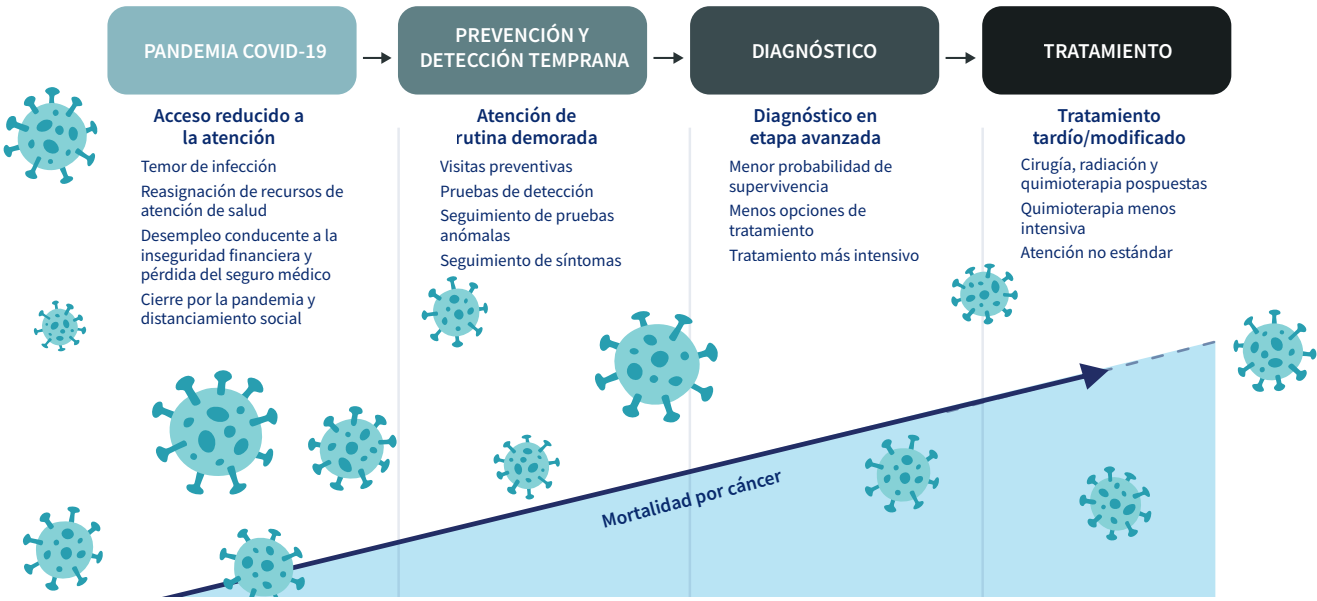 PANDEMIA COVID-19
PREVENCIÓN Y
DETECCIÓN TEMPRANA
DIAGNÓSTICO
TRATAMIENTO
Acceso reducido a
la atención
Temor de infección
Reasignación de recursos de
atención de salud
Desempleo conducente a la
inseguridad financiera y
pérdida del seguro médico
Cierre por la pandemia y
distanciamiento social
Atención de
rutina demorada
Visitas preventivas
Pruebas de detección
Seguimiento de pruebas
anómalas
Seguimiento de síntomas
Diagnóstico en
etapa avanzada
Menor probabilidad de
supervivencia
Menos opciones de
tratamiento
Tratamiento más intensivo
Tratamiento
tardío/modificado
Cirugía, radiación y
quimioterapia pospuestas
Quimioterapia menos
intensiva
Atención no estándar
Mortalidad por cáncer